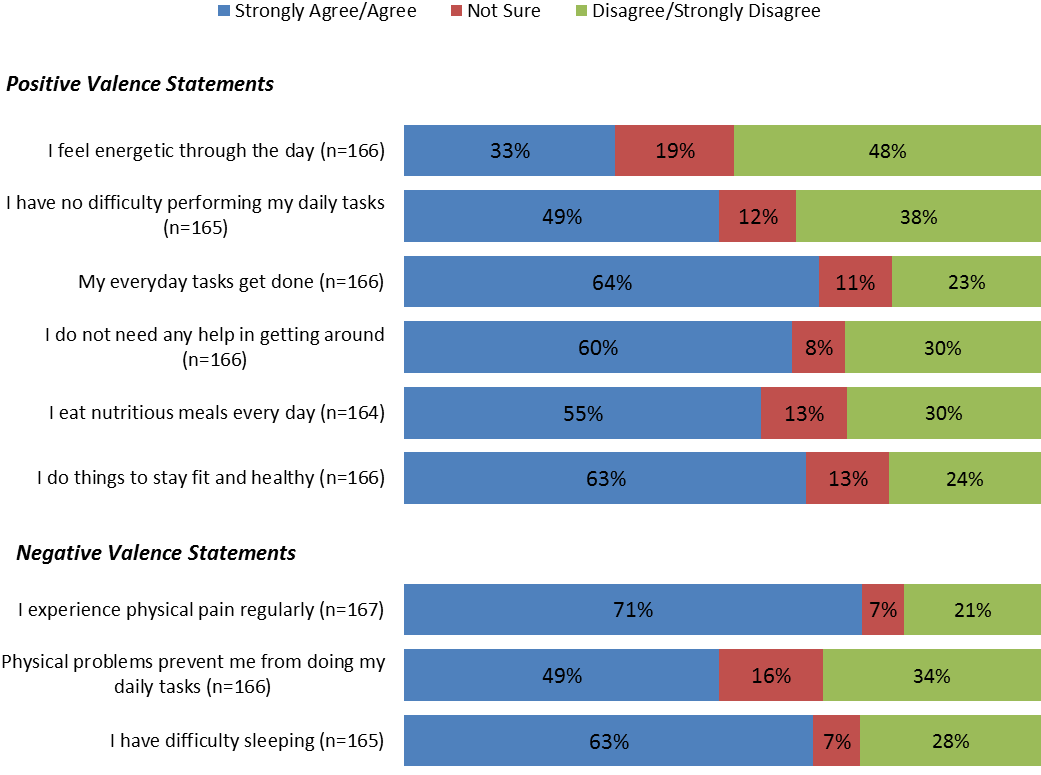 Strongly Agree/Agree Not Sure Disagree/Strongly Disagree
Positive Valence Statements
I feel energetic through the day (n=166) 33% 19% 48%
I have no difficulty performing my daily tasks
(n=165) 49% 12% 38%
My everyday tasks get done (n=166) 64% 11% 23%
I do not need any help in getting around
(n=166) 60% 8% 30%
I eat nutritious meals every day (n=164) 55% 13% 30%
I do things to stay fit and healthy (n=166) 63% 13% 24%
Negative Valence Statements
I experience physical pain regularly (n=167) 71% 7% 21%
Physical problems prevent me from doing my
daily tasks (n=166) 49% 16% 34%
I have difficulty sleeping (n=165) 63% 7% 28%